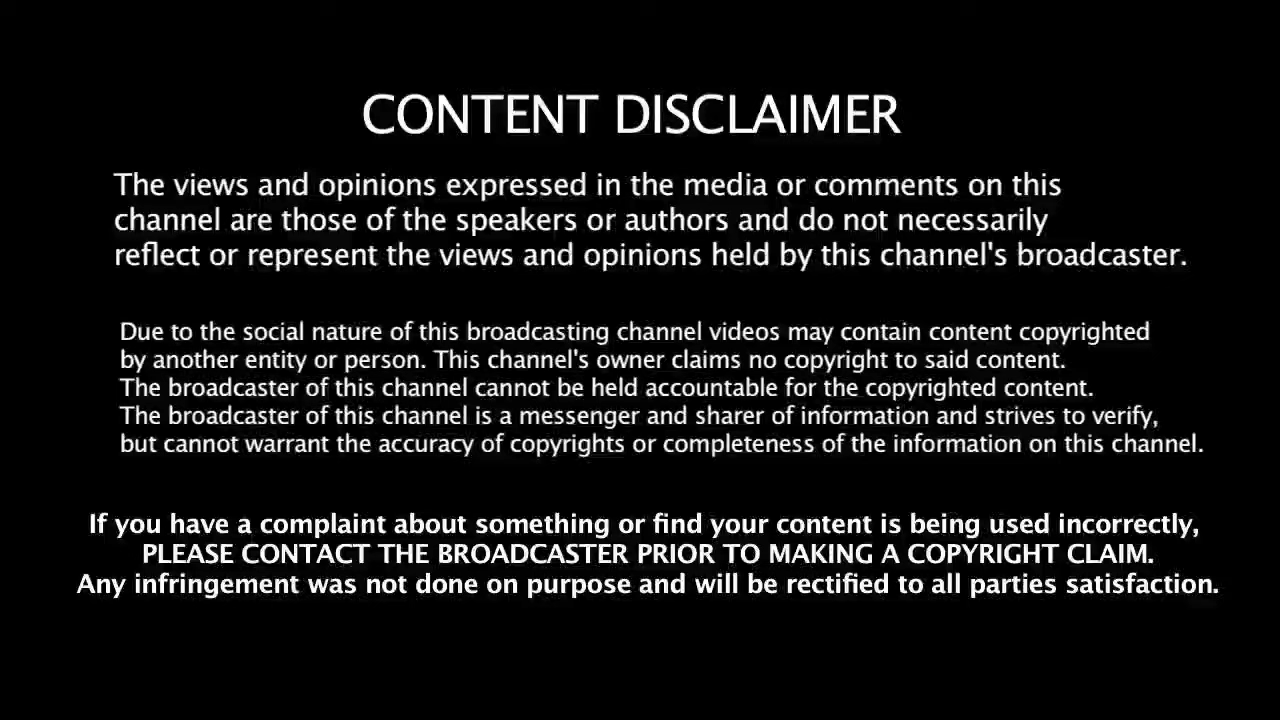 CONTENT DISCLAIMER
The views and opinions expressed in the media or comments on this
channel are those of the speakers or authors and do not necessarily
reflect or represent the views and opinions held by this channel's broadcaster.
Due to the social nature of this broadcasting channel videos may contain content copyrighted
by another entity or person. This channel's owner claims no copyright to said content.
The broadcaster of this channel cannot be held accountable for the copyrighted content.
The broadcaster of this channel is a messenger and sharer of information and strives to verify,
but cannot warrant the accuracy of copyrights or completeness of the information on this channel.
If you have a complaint about something or find your content is being used incorrectly,
PLEASE CONTACT THE BROADCASTER PRIOR TO MAKING A COPYRIGHT CLAIM.
Any infringement was not done on purpose and will be rectified to all parties satisfaction.